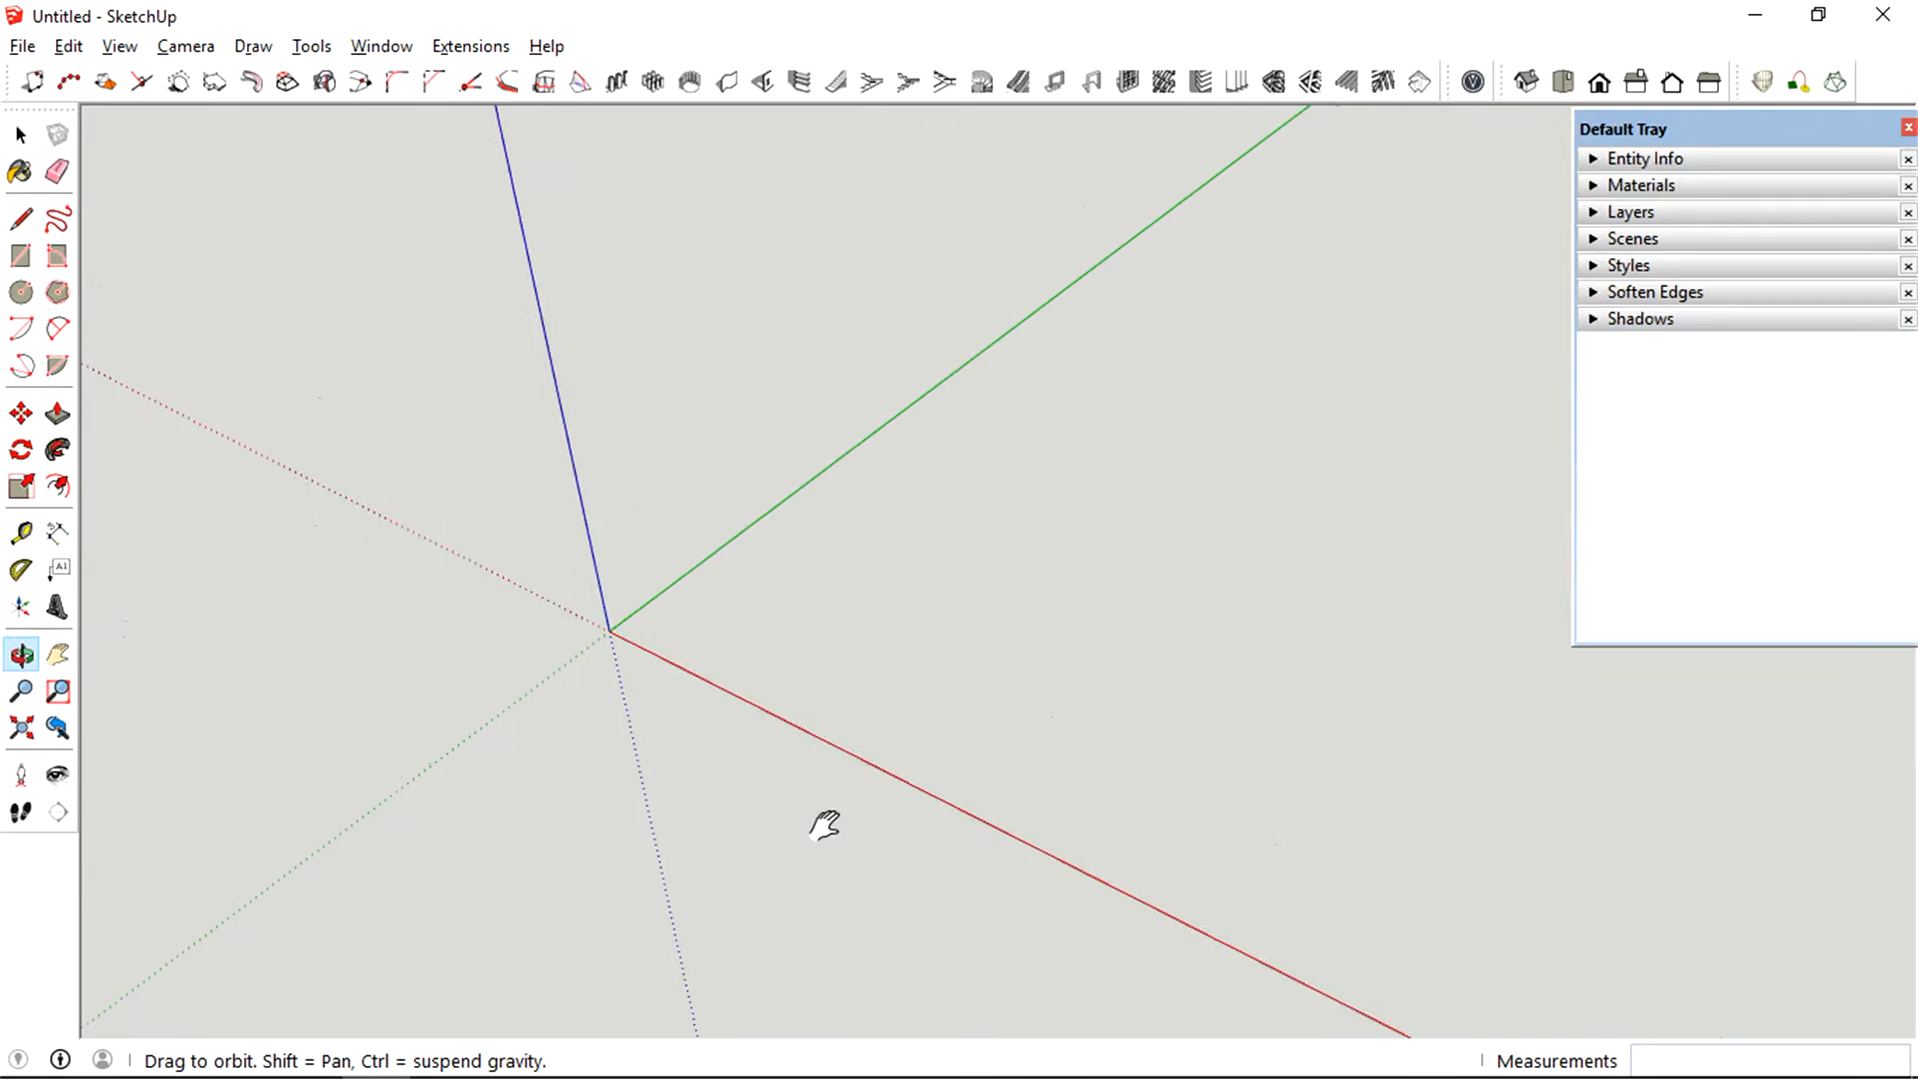 Untitled - SketchUp
File Edit View Camera Draw Tools Window Extensions Help
Default Tray
Entity Info
Materials
Layers
Scenes
Styles
Soften Edges
Shadows
A1
Drag to orbit. Shift = Pan, Ctrl = suspend gravity.
Measurements